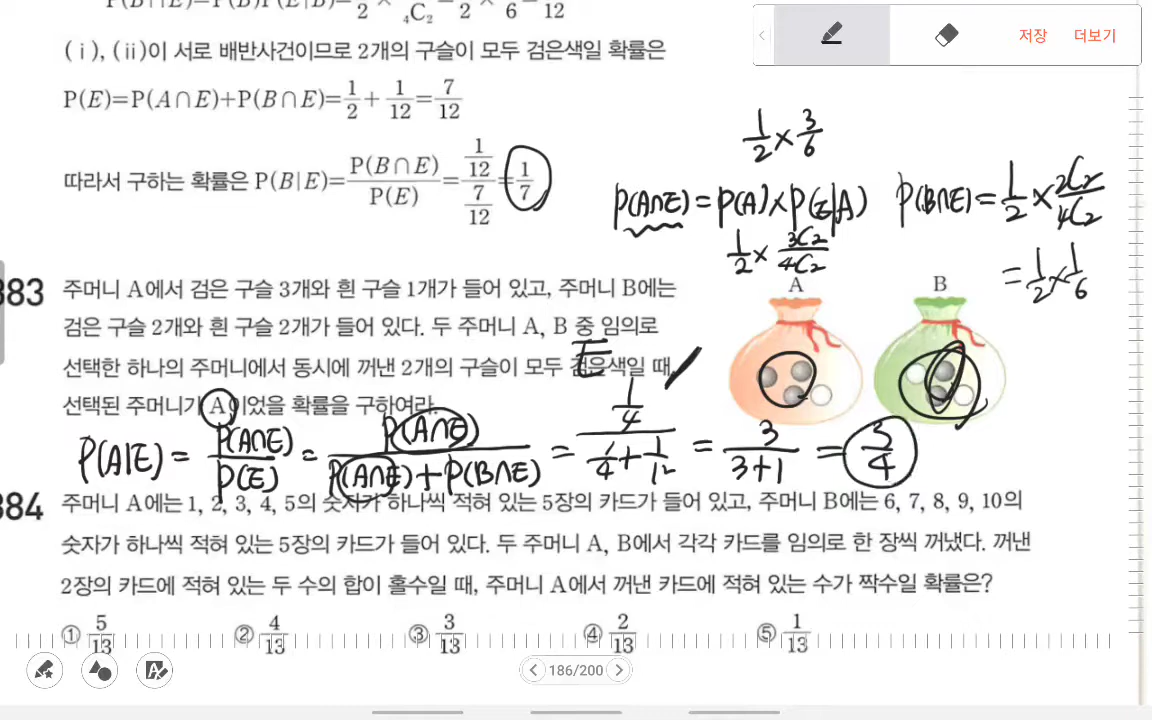 P(B∩E)=P(B)P(E|B)=1/2×₂C₂/₄C₂=1/2×1/6=1/12
(ⅰ), (ⅱ)이 서로 배반사건이므로 2개의 구슬이 모두 검은색일 확률은
P(E)=P(A∩E)+P(B∩E)=1/2+1/12=7/12
따라서 구하는 확률은 P(B|E)=P(B∩E)/P(E)=(1/12)/(7/12)=1/7
저장 더보기
1/2×3/6
P(A∩E)=P(A)×P(E|A)
1/2×₃C₂/₄C₂
P(B∩E)=1/2×₂C₂/₄C₂
=1/2×1/6
A B
383 주머니 A에서 검은 구슬 3개와 흰 구슬 1개가 들어 있고, 주머니 B에는
검은 구슬 2개와 흰 구슬 2개가 들어 있다. 두 주머니 A, B 중 임의로
E
선택한 하나의 주머니에서 동시에 꺼낸 2개의 구슬이 모두 검은색일 때,
선택된 주머니가 A이었을 확률을 구하여라.
P(A|E)=P(A∩E)/P(E)=P(A∩E)/(P(A∩E)+P(B∩E))=(1/4)/(1/4+1/12)=3/(3+1)=3/4
384 주머니 A에는 1, 2, 3, 4, 5의 숫자가 하나씩 적혀 있는 5장의 카드가 들어 있고, 주머니 B에는 6, 7, 8, 9, 10의
숫자가 하나씩 적혀 있는 5장의 카드가 들어 있다. 두 주머니 A, B에서 각각 카드를 임의로 한 장씩 꺼냈다. 꺼낸
2장의 카드에 적혀 있는 두 수의 합이 홀수일 때, 주머니 A에서 꺼낸 카드에 적혀 있는 수가 짝수일 확률은?
① 5/13 ② 4/13 ③ 3/13 ④ 2/13 ⑤ 1/13
186/200